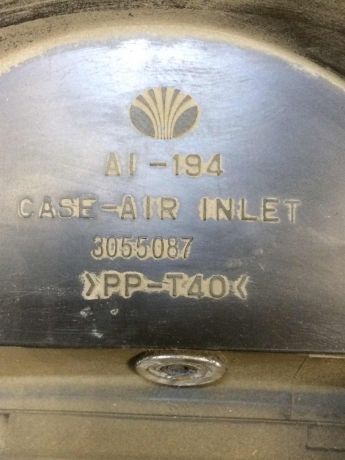 AI-194
CASE-AIR INLET
3055087
>PP-T40<